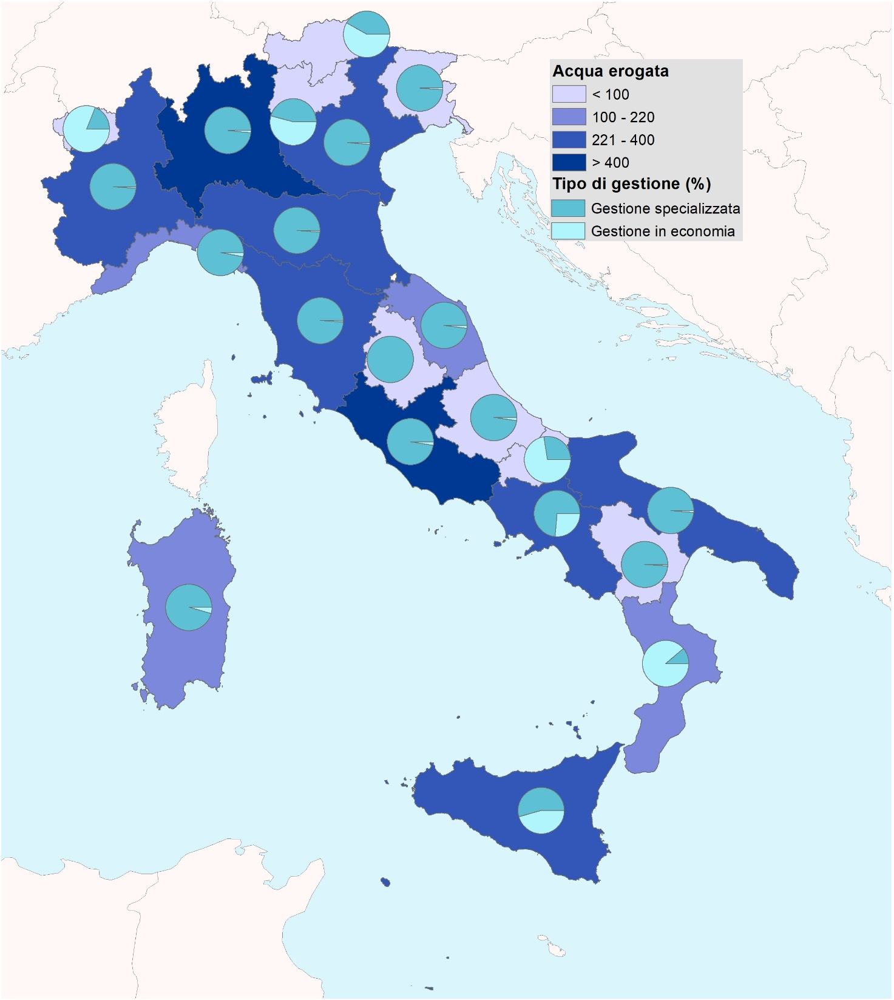 Acqua erogata
< 100
100 - 220
221 - 400
> 400
Tipo di gestione (%)
Gestione specializzata
Gestione in economia